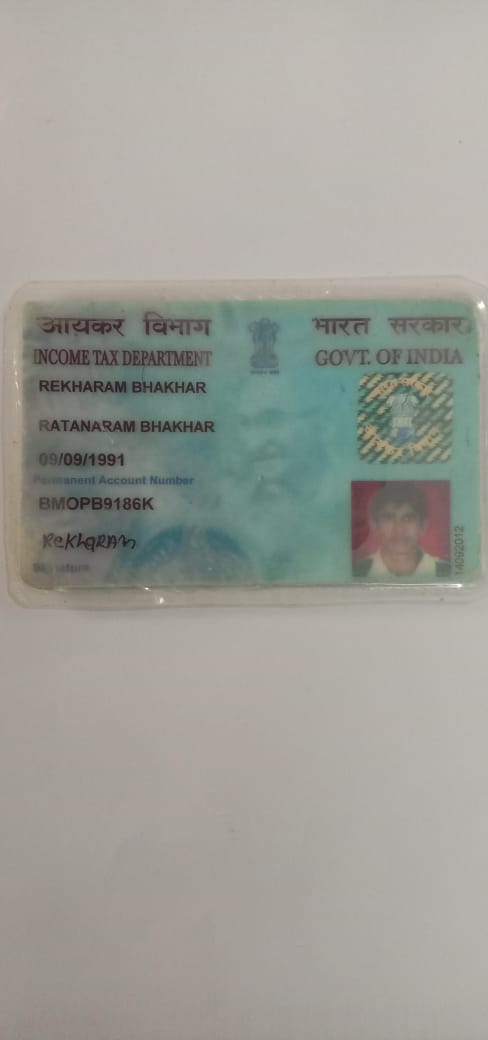 आयकर विभाग
भारत सरकार
INCOME TAX DEPARTMENT
GOVT. OF INDIA
REKHARAM BHAKHAR
RATANARAM BHAKHAR
09/09/1991
Permanent Account Number
BMOPB9186K
RekhaRam
Signature
14092012